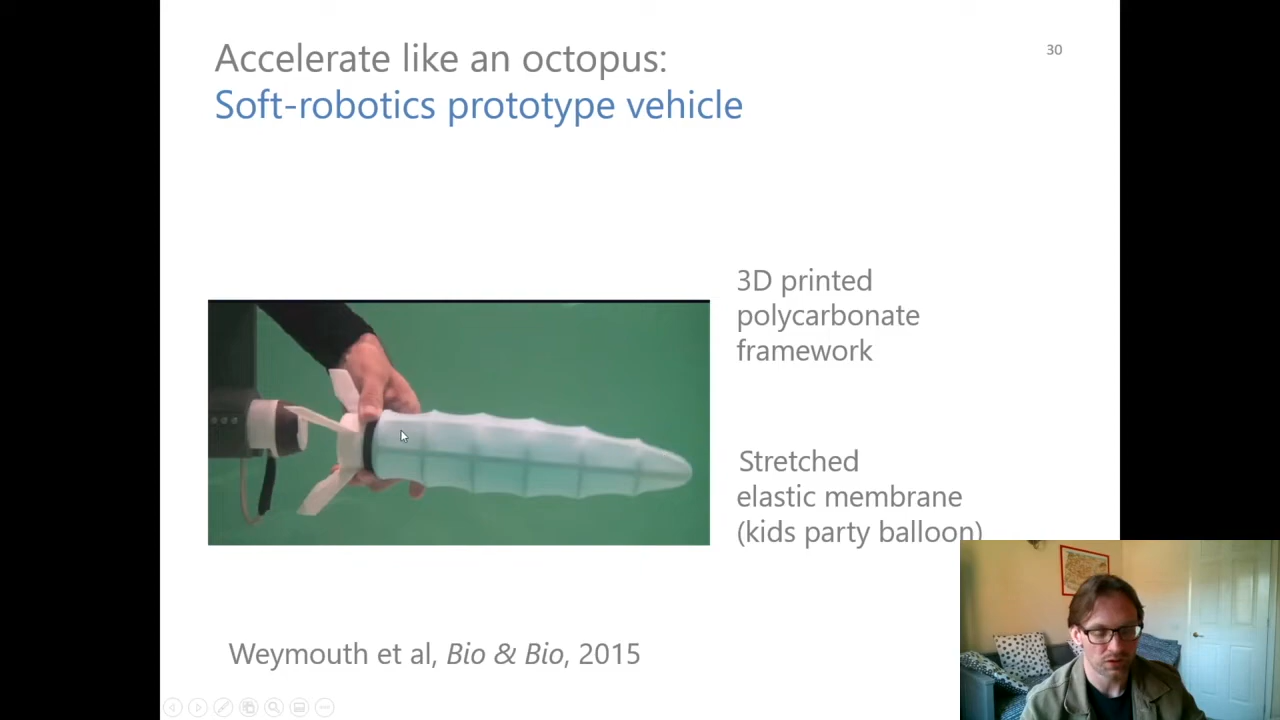 Accelerate like an octopus:
30
Soft-robotics prototype vehicle
3D printed
polycarbonate
framework
Stretched
elastic membrane
(kids party balloon)
Weymouth et al, Bio & Bio, 2015